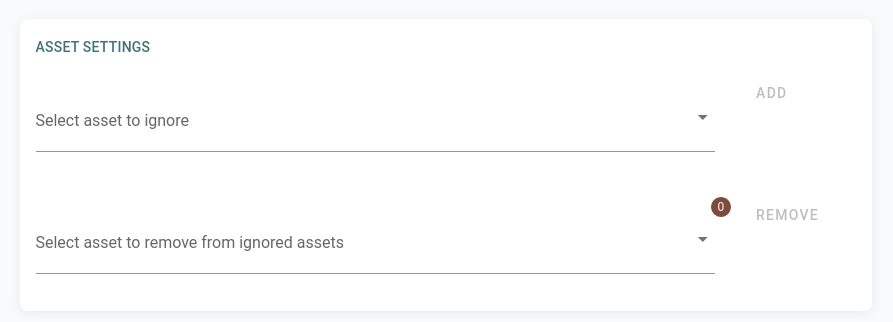 ASSET SETTINGS
ADD
Select asset to ignore
0
REMOVE
Select asset to remove from ignored assets